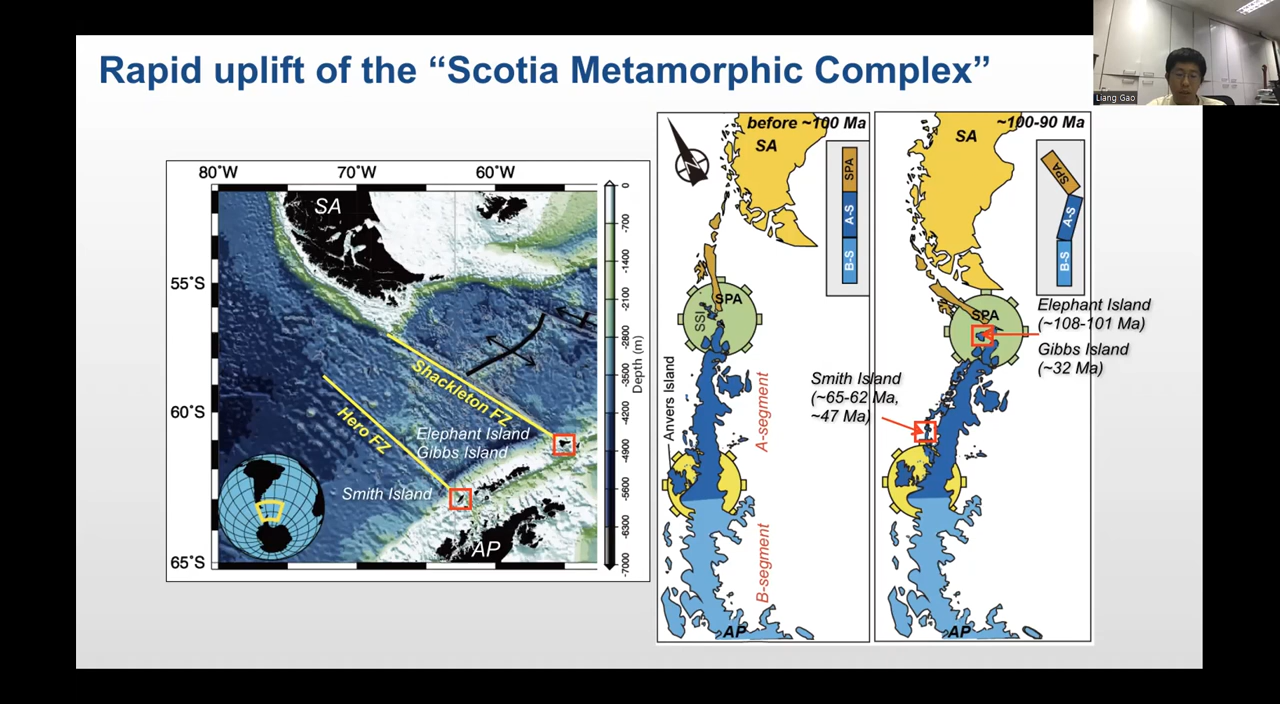 Rapid uplift of the “Scotia Metamorphic Complex”
Liang Gao
80˚W
70˚W
60˚W
55˚S
60˚S
65˚S
SA
Shackleton FZ
Hero FZ
Elephant Island
Gibbs Island
Smith Island
AP
0
-700
-1400
-2100
-2800
-3500
-4200
-4900
-5600
-6300
-7000
Depth (m)
before ~100 Ma
SA
SPA
A-S
B-S
SPA
SSI
Anvers Island
A-segment
B-segment
AP
~100-90 Ma
SA
SPA
A-S
B-S
SPA
Elephant Island
(~108-101 Ma)
Gibbs Island
(~32 Ma)
Smith Island
(~65-62 Ma,
~47 Ma)
AP